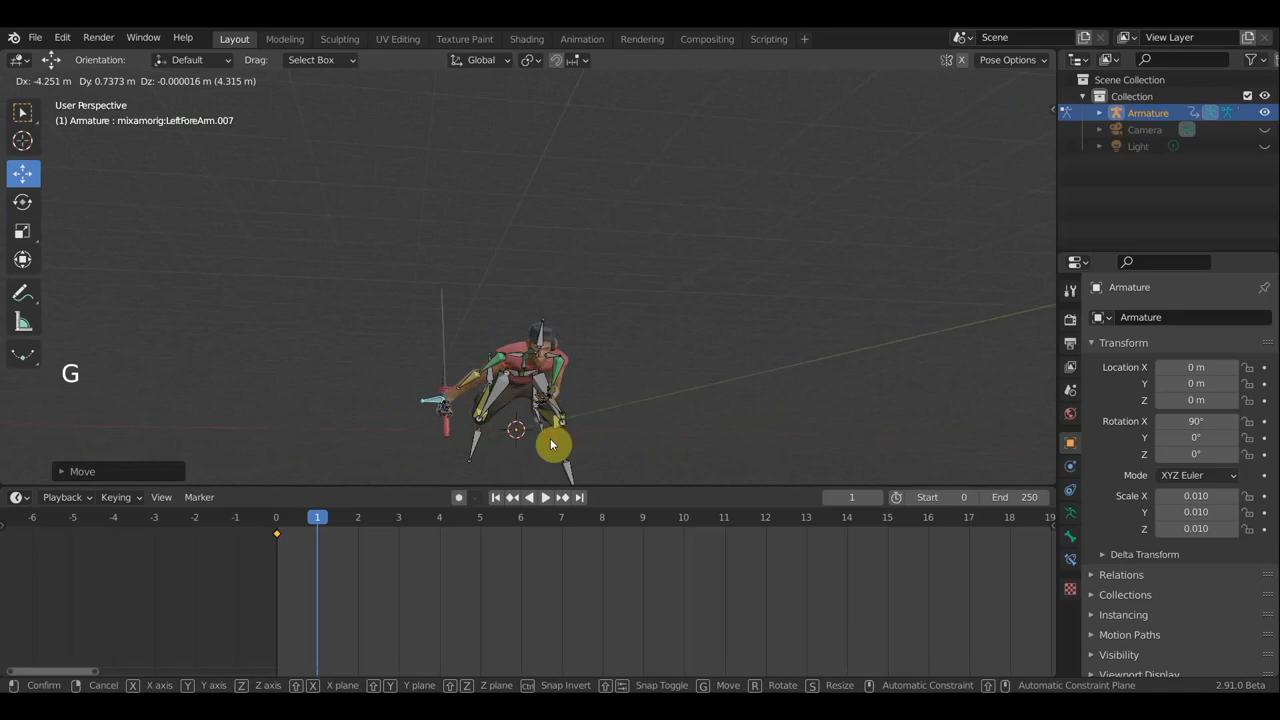 File Edit Render Window Help Layout Modeling Sculpting UV Editing Texture Paint Shading Animation Rendering Compositing Scripting + Scene View Layer
Orientation: Default Drag: Select Box Global X Pose Options
Dx: -4.251 m Dy: 0.7373 m Dz: -0.000016 m (4.315 m)
User Perspective
(1) Armature : mixamorig:LeftForeArm.007
G
Move
Scene Collection
Collection
Armature
Camera
Light
Armature
Armature
Transform
Location X 0 m
Y 0 m
Z 0 m
Rotation X 90°
Y 0°
Z 0°
Mode XYZ Euler
Scale X 0.010
Y 0.010
Z 0.010
Delta Transform
Relations
Collections
Instancing
Motion Paths
Visibility
Viewport Display
Playback Keying View Marker 1 Start 0 End 250
-6 -5 -4 -3 -2 -1 0 1 2 3 4 5 6 7 8 9 10 11 12 13 14 15 16 17 18 19
Confirm Cancel X X axis Y Y axis Z Z axis X X plane Y Y plane Z Z plane Ctrl Snap Invert Snap Toggle G Move R Rotate S Resize Automatic Constraint Automatic Constraint Plane 2.91.0 Beta